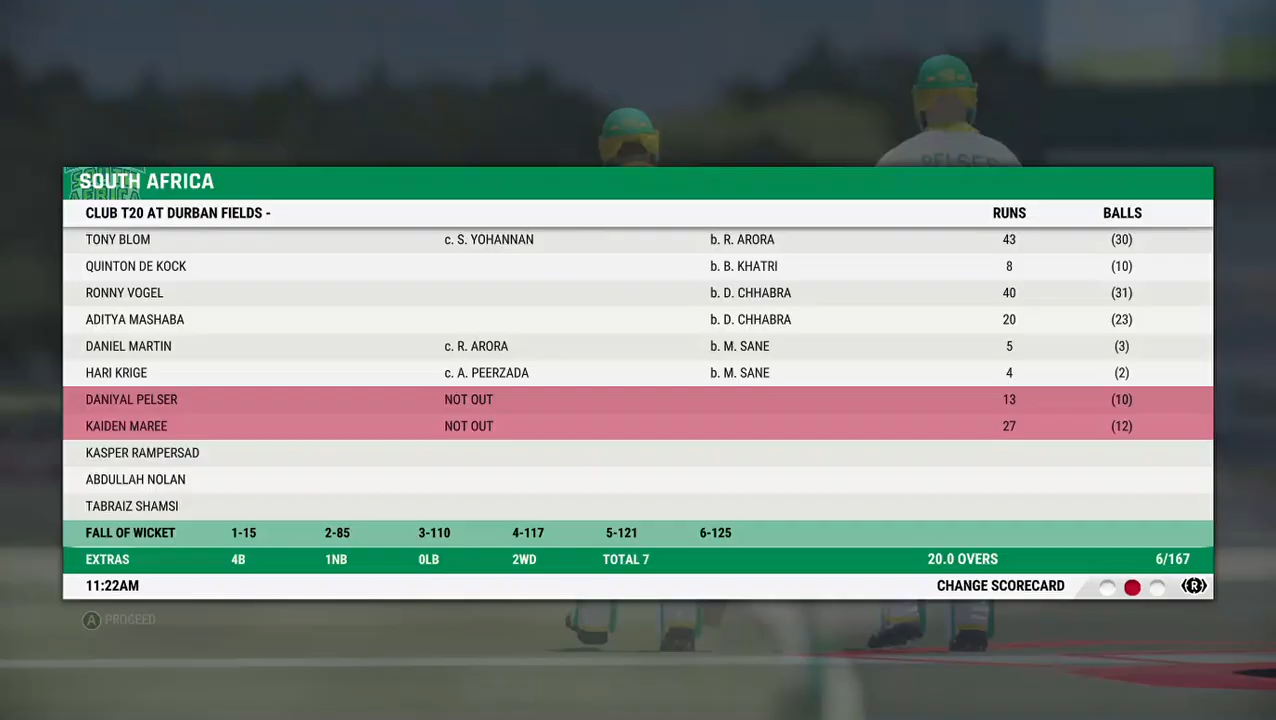 PELSER
SOUTH AFRICA
CLUB T20 AT DURBAN FIELDS - RUNS BALLS
TONY BLOM c. S. YOHANNAN b. R. ARORA 43 (30)
QUINTON DE KOCK b. B. KHATRI 8 (10)
RONNY VOGEL b. D. CHHABRA 40 (31)
ADITYA MASHABA b. D. CHHABRA 20 (23)
DANIEL MARTIN c. R. ARORA b. M. SANE 5 (3)
HARI KRIGE c. A. PEERZADA b. M. SANE 4 (2)
DANIYAL PELSER NOT OUT 13 (10)
KAIDEN MAREE NOT OUT 27 (12)
KASPER RAMPERSAD
ABDULLAH NOLAN
TABRAIZ SHAMSI
FALL OF WICKET 1-15 2-85 3-110 4-117 5-121 6-125
EXTRAS 4B 1NB 0LB 2WD TOTAL 7 20.0 OVERS 6/167
11:22AM CHANGE SCORECARD R
A PROCEED